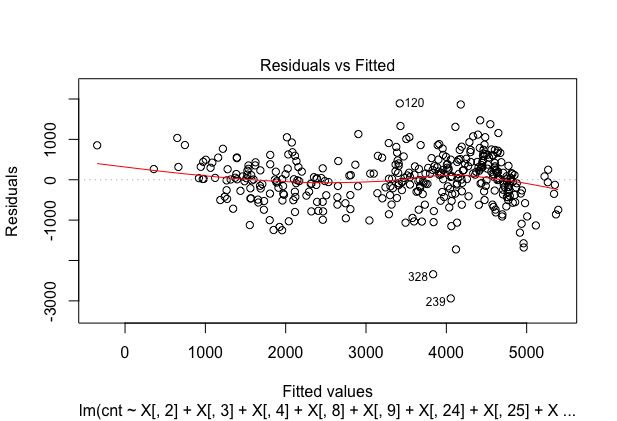 Residuals vs Fitted
Residuals
1000
0
-1000
-3000
120
328
239
0 1000 2000 3000 4000 5000
Fitted values
lm(cnt ~ X[, 2] + X[, 3] + X[, 4] + X[, 8] + X[, 9] + X[, 24] + X[, 25] + X ...